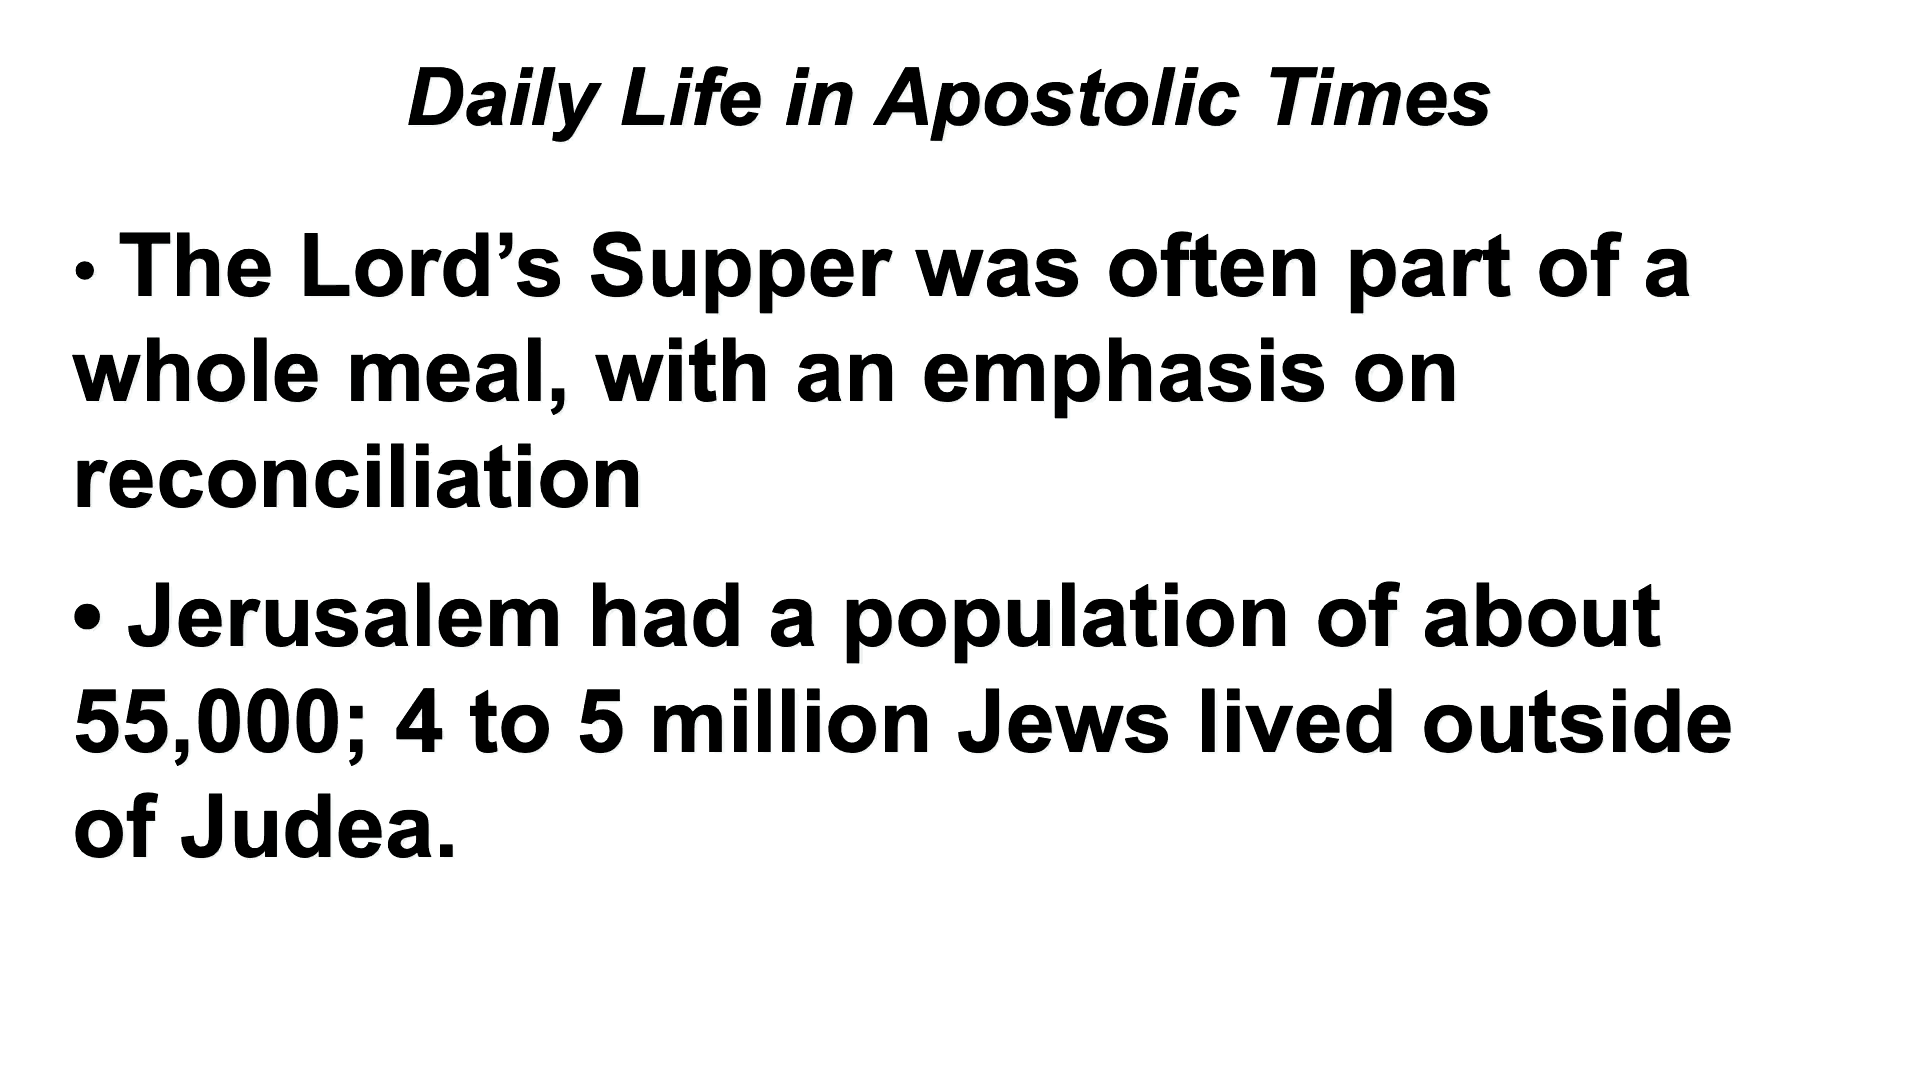 Daily Life in Apostolic Times
• The Lord’s Supper was often part of a
whole meal, with an emphasis on
reconciliation
• Jerusalem had a population of about
55,000; 4 to 5 million Jews lived outside
of Judea.